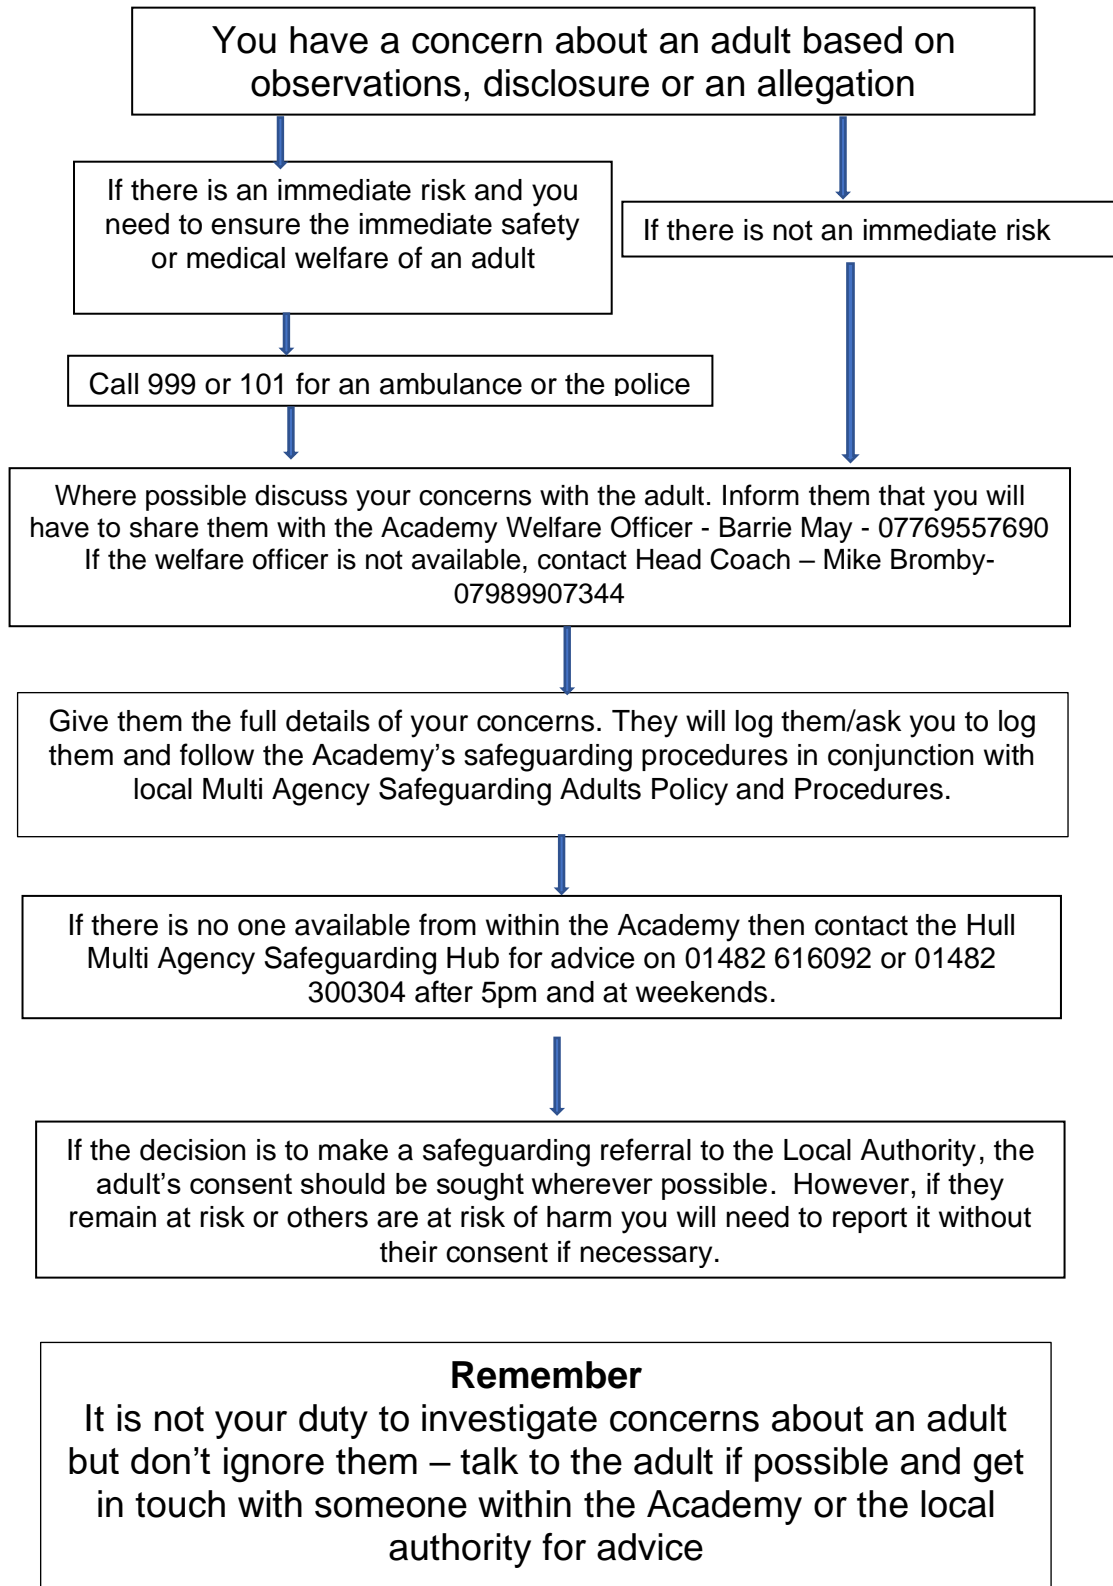 You have a concern about an adult based on
observations, disclosure or an allegation
If there is an immediate risk and you
need to ensure the immediate safety
or medical welfare of an adult
If there is not an immediate risk
Call 999 or 101 for an ambulance or the police
Where possible discuss your concerns with the adult. Inform them that you will
have to share them with the Academy Welfare Officer - Barrie May - 07769557690
If the welfare officer is not available, contact Head Coach – Mike Bromby-
07989907344
Give them the full details of your concerns. They will log them/ask you to log
them and follow the Academy’s safeguarding procedures in conjunction with
local Multi Agency Safeguarding Adults Policy and Procedures.
If there is no one available from within the Academy then contact the Hull
Multi Agency Safeguarding Hub for advice on 01482 616092 or 01482
300304 after 5pm and at weekends.
If the decision is to make a safeguarding referral to the Local Authority, the
adult’s consent should be sought wherever possible.  However, if they
remain at risk or others are at risk of harm you will need to report it without
their consent if necessary.
Remember
It is not your duty to investigate concerns about an adult
but don’t ignore them – talk to the adult if possible and get
in touch with someone within the Academy or the local
authority for advice